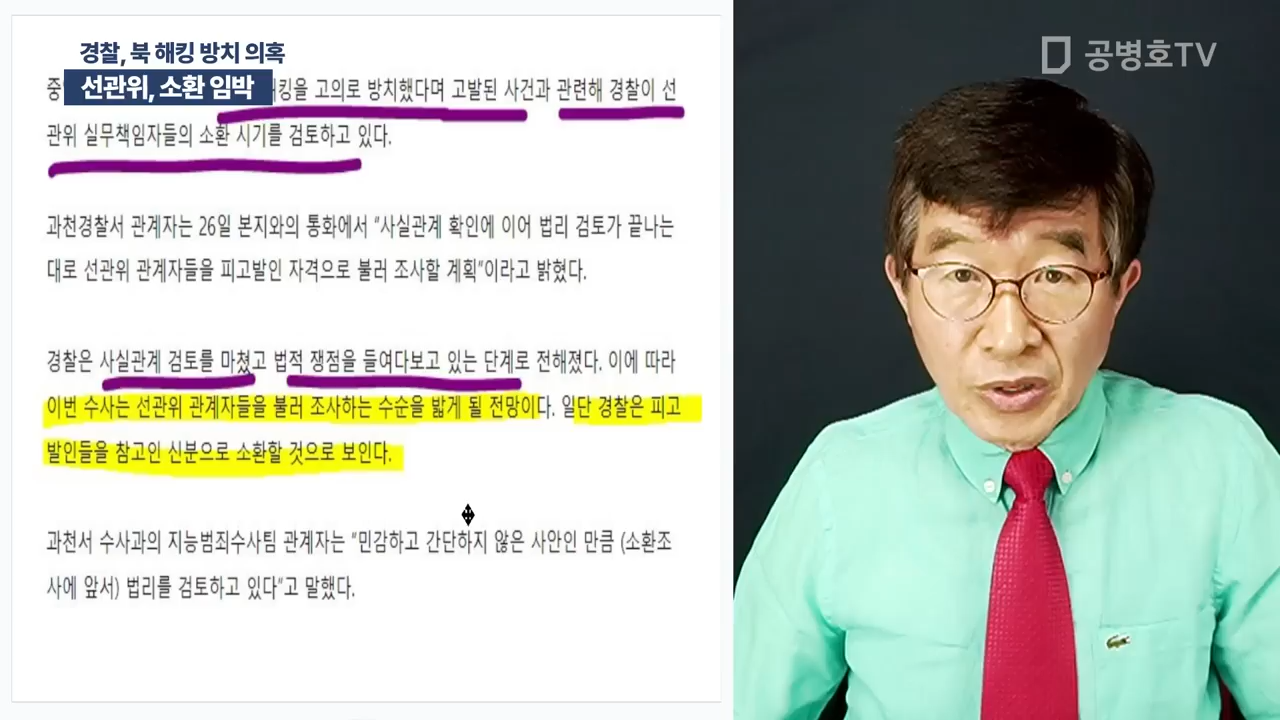 경찰, 북 해킹 방치 의혹
선관위, 소환 임박
공병호TV
중 킹을 고의로 방치했다며 고발된 사건과 관련해 경찰이 선
관위 실무책임자들의 소환 시기를 검토하고 있다.
과천경찰서 관계자는 26일 본지와의 통화에서 “사실관계 확인에 이어 법리 검토가 끝나는
대로 선관위 관계자들을 피고발인 자격으로 불러 조사할 계획”이라고 밝혔다.
경찰은 사실관계 검토를 마쳤고 법적 쟁점을 들여다보고 있는 단계로 전해졌다. 이에 따라
이번 수사는 선관위 관계자들을 불러 조사하는 수순을 밟게 될 전망이다. 일단 경찰은 피고
발인들을 참고인 신분으로 소환할 것으로 보인다.
과천서 수사과의 지능범죄수사팀 관계자는 “민감하고 간단하지 않은 사안인 만큼 (소환조
사에 앞서) 법리를 검토하고 있다”고 말했다.